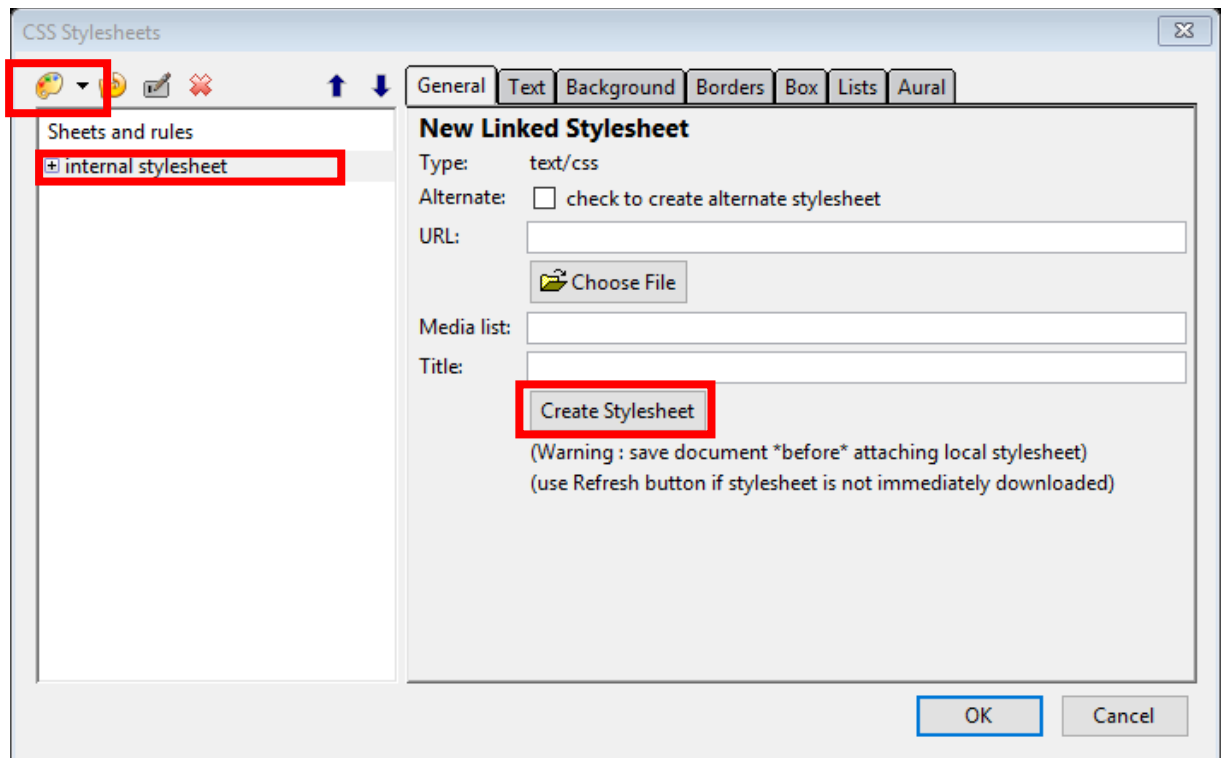 CSS Stylesheets
General Text Background Borders Box Lists Aural
Sheets and rules
internal stylesheet
New Linked Stylesheet
Type: text/css
Alternate: check to create alternate stylesheet
URL:
Choose File
Media list:
Title:
Create Stylesheet
(Warning : save document *before* attaching local stylesheet)
(use Refresh button if stylesheet is not immediately downloaded)
OK Cancel